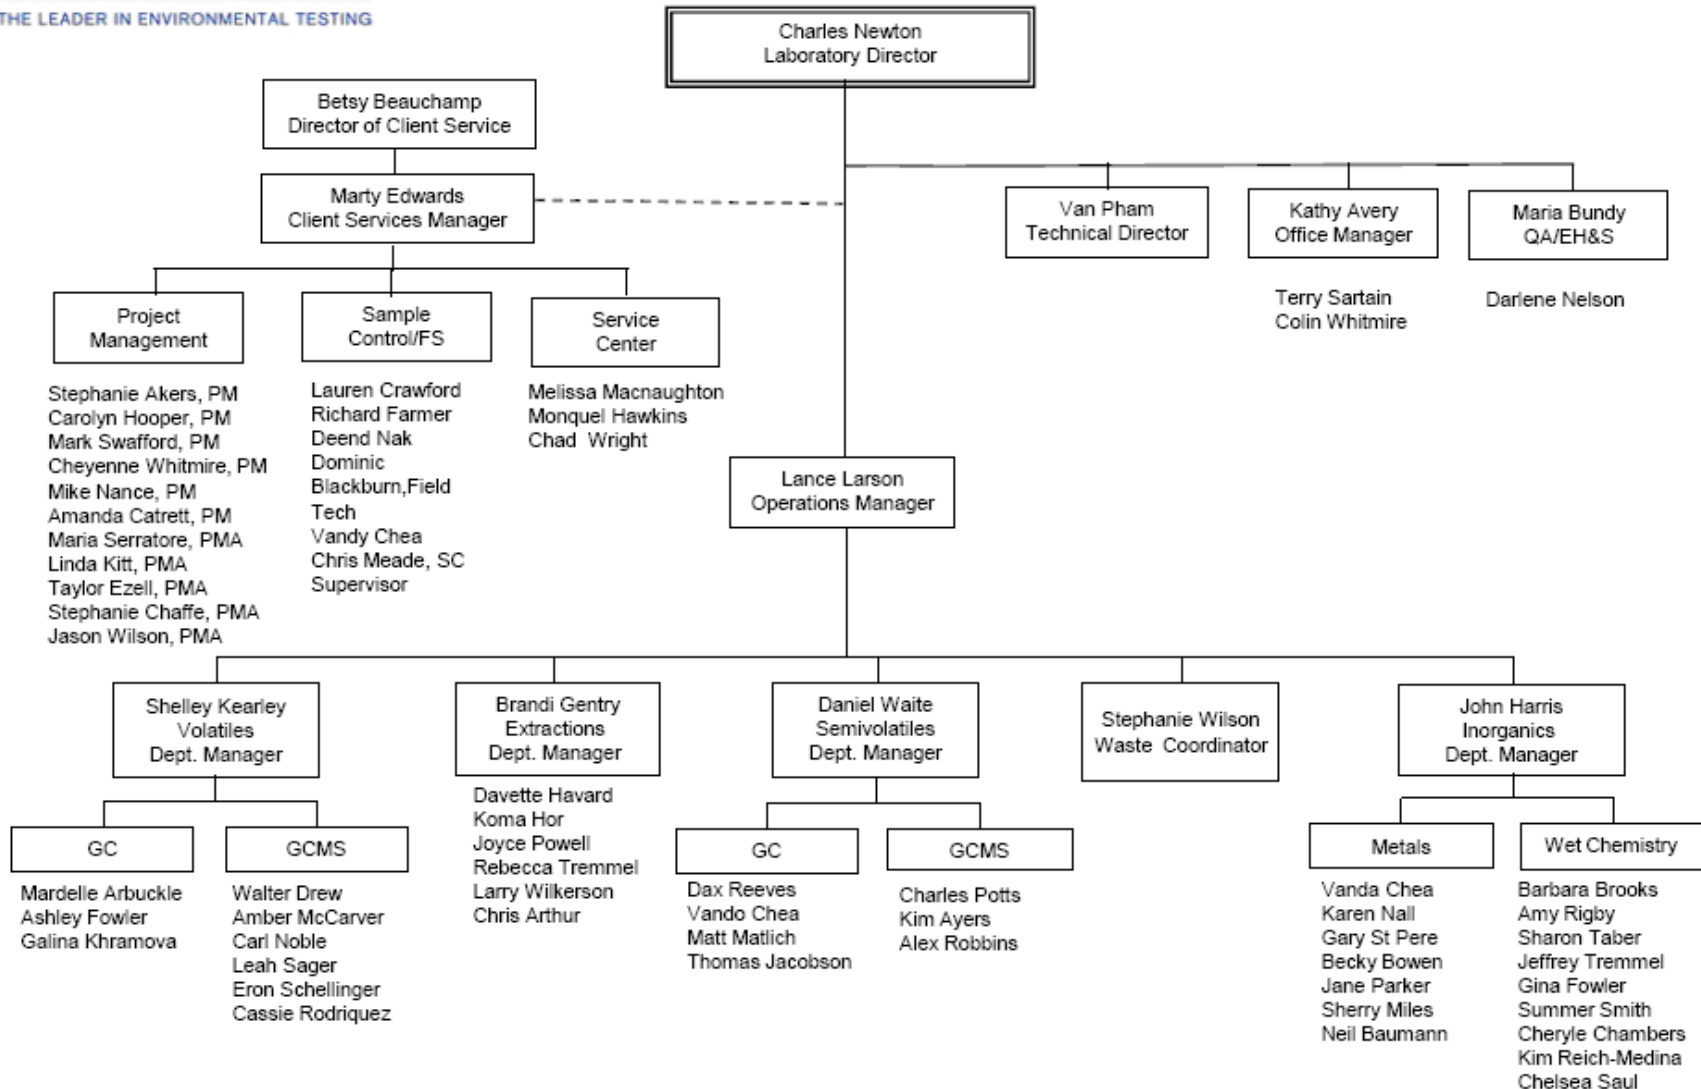 THE LEADER IN ENVIRONMENTAL TESTING
Charles Newton
Laboratory Director
Betsy Beauchamp
Director of Client Service
Marty Edwards
Client Services Manager
Van Pham
Technical Director
Kathy Avery
Office Manager
Maria Bundy
QA/EH&S
Terry Sartain
Colin Whitmire
Darlene Nelson
Project
Management
Sample
Control/FS
Service
Center
Stephanie Akers, PM
Carolyn Hooper, PM
Mark Swafford, PM
Cheyenne Whitmire, PM
Mike Nance, PM
Amanda Catrett, PM
Maria Serratore, PMA
Linda Kitt, PMA
Taylor Ezell, PMA
Stephanie Chaffe, PMA
Jason Wilson, PMA
Lauren Crawford
Richard Farmer
Deend Nak
Dominic
Blackburn,Field
Tech
Vandy Chea
Chris Meade, SC
Supervisor
Melissa Macnaughton
Monquel Hawkins
Chad Wright
Lance Larson
Operations Manager
Shelley Kearley
Volatiles
Dept. Manager
Brandi Gentry
Extractions
Dept. Manager
Daniel Waite
Semivolatiles
Dept. Manager
Stephanie Wilson
Waste Coordinator
John Harris
Inorganics
Dept. Manager
GC
Mardelle Arbuckle
Ashley Fowler
Galina Khramova
GCMS
Walter Drew
Amber McCarver
Carl Noble
Leah Sager
Eron Schellinger
Cassie Rodriquez
Davette Havard
Koma Hor
Joyce Powell
Rebecca Tremmel
Larry Wilkerson
Chris Arthur
GC
Dax Reeves
Vando Chea
Matt Matlich
Thomas Jacobson
GCMS
Charles Potts
Kim Ayers
Alex Robbins
Metals
Vanda Chea
Karen Nall
Gary St Pere
Becky Bowen
Jane Parker
Sherry Miles
Neil Baumann
Wet Chemistry
Barbara Brooks
Amy Rigby
Sharon Taber
Jeffrey Tremmel
Gina Fowler
Summer Smith
Cheryle Chambers
Kim Reich-Medina
Chelsea Saul